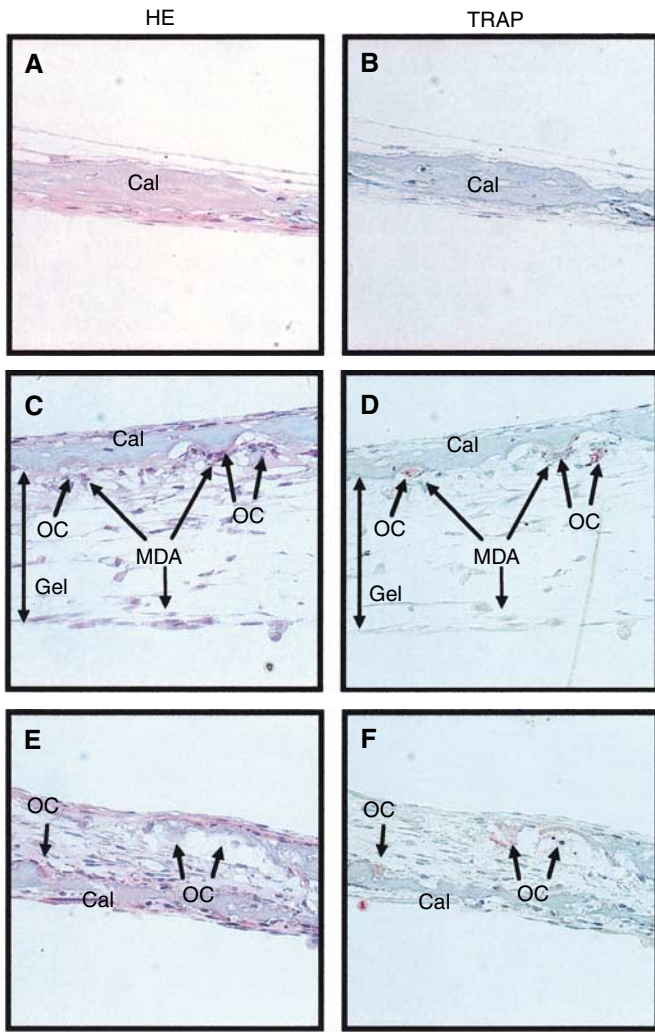 HE TRAP
A B
Cal Cal
C D
Cal Cal
OC OC OC OC
MDA MDA
Gel Gel
E F
OC OC
OC OC
Cal Cal